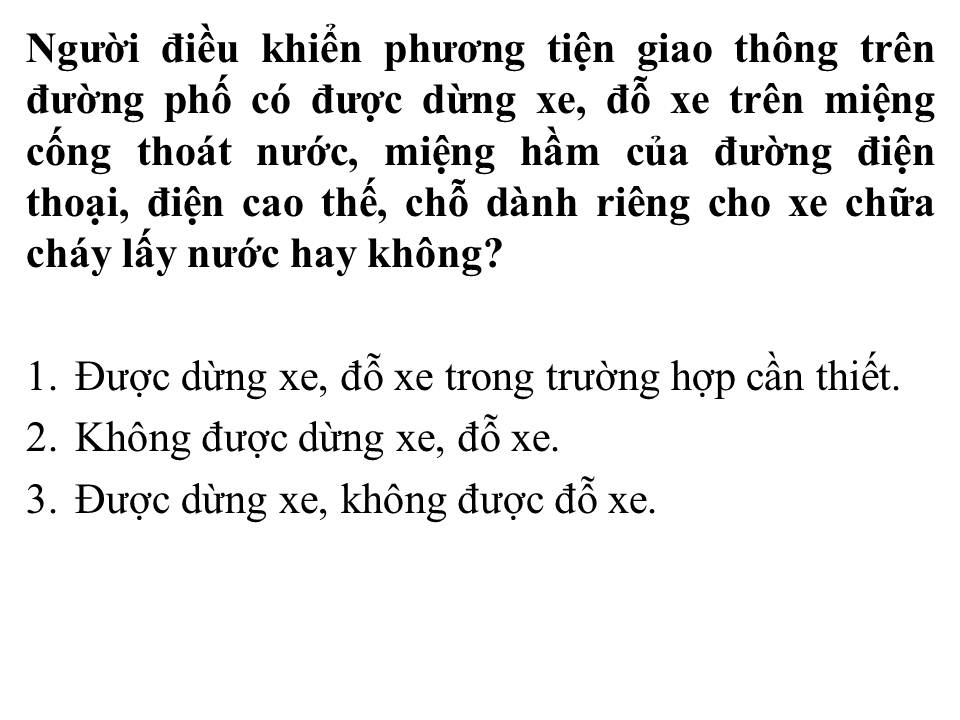 Người điều khiển phương tiện giao thông trên
đường phố có được dừng xe, đỗ xe trên miệng
cống thoát nước, miệng hầm của đường điện
thoại, điện cao thế, chỗ dành riêng cho xe chữa
cháy lấy nước hay không?
1. Được dừng xe, đỗ xe trong trường hợp cần thiết.
2. Không được dừng xe, đỗ xe.
3. Được dừng xe, không được đỗ xe.